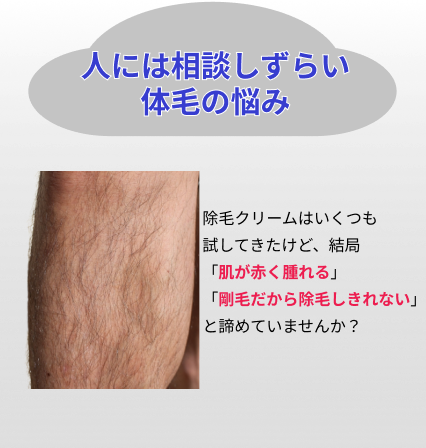 人には相談しずらい
体毛の悩み
除毛クリームはいくつも
試してきたけど、結局
「肌が赤く腫れる」
「剛毛だから除毛しきれない」
と諦めていませんか？